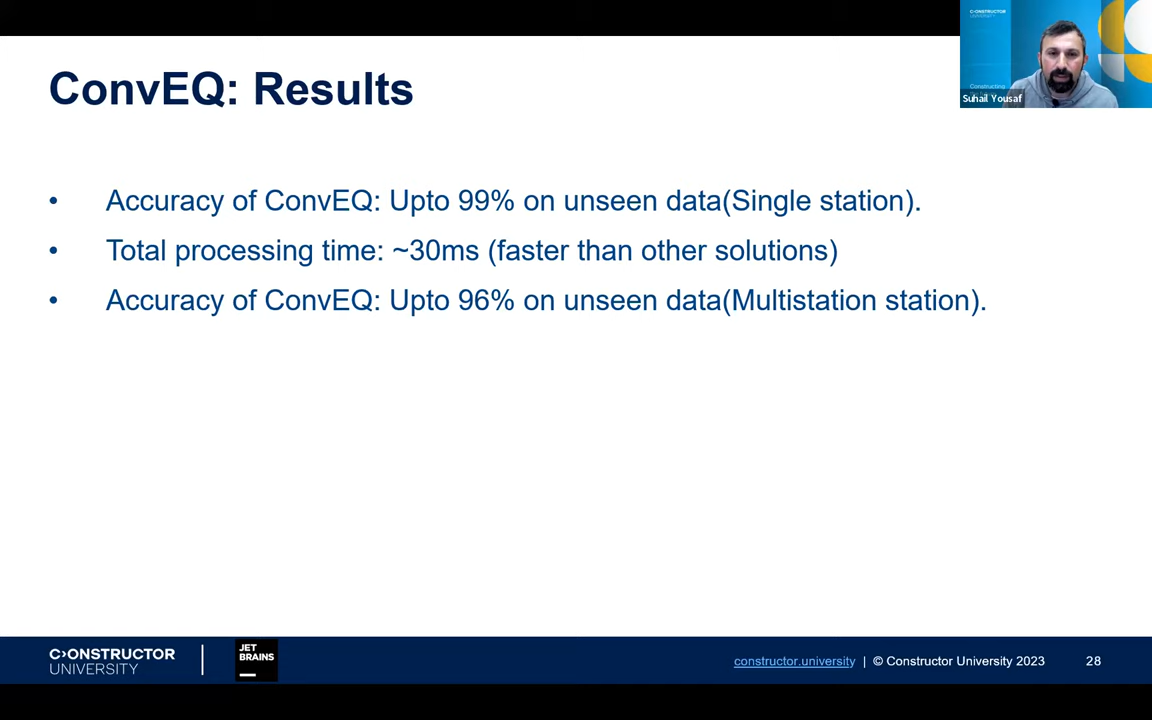 C>ONSTRUCTOR
UNIVERSITY
Constructing
Suhail Yousaf
ConvEQ: Results
• Accuracy of ConvEQ: Upto 99% on unseen data(Single station).
• Total processing time: ~30ms (faster than other solutions)
• Accuracy of ConvEQ: Upto 96% on unseen data(Multistation station).
C>ONSTRUCTOR
UNIVERSITY
JET
BRAINS
constructor.university | © Constructor University 2023 28